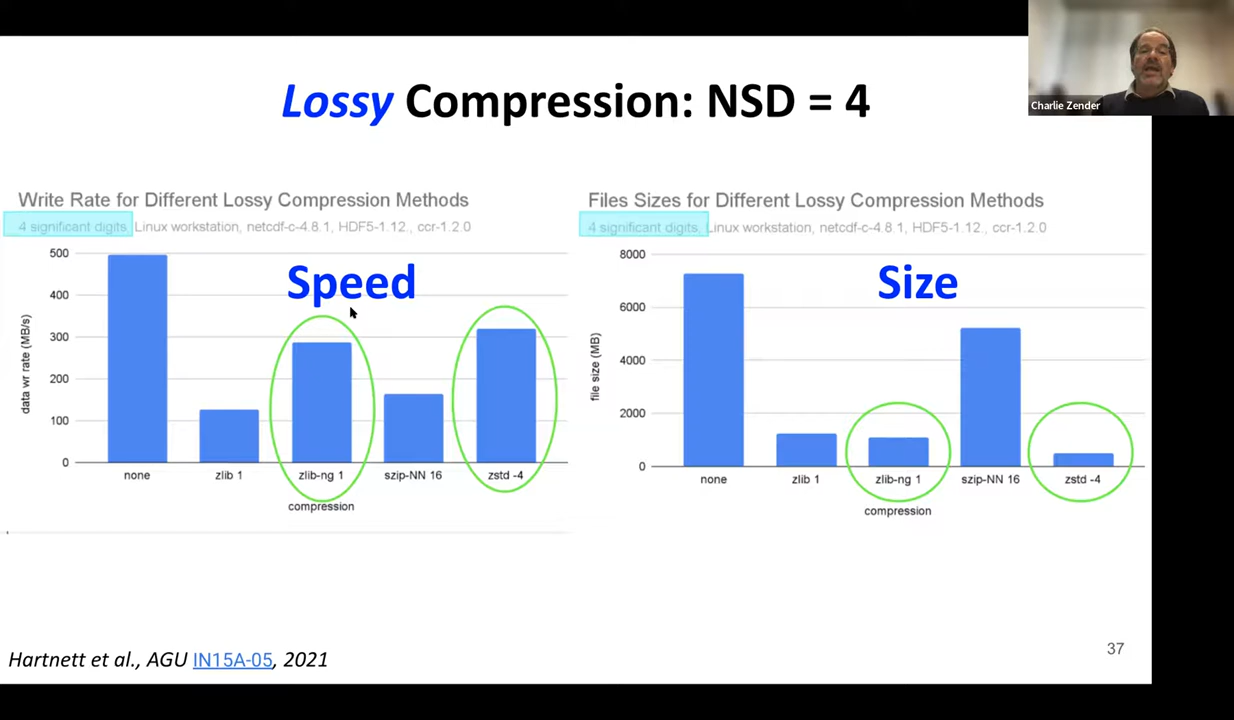 Lossy Compression: NSD = 4
Charlie Zender
Write Rate for Different Lossy Compression Methods
4 significant digits, Linux workstation, netcdf-c-4.8.1, HDF5-1.12., ccr-1.2.0
Speed
data wr rate (MB/s)
500
400
300
200
100
0
none
zlib 1
zlib-ng 1
szip-NN 16
zstd -4
compression
Files Sizes for Different Lossy Compression Methods
4 significant digits, Linux workstation, netcdf-c-4.8.1, HDF5-1.12., ccr-1.2.0
Size
file size (MB)
8000
6000
4000
2000
0
none
zlib 1
zlib-ng 1
szip-NN 16
zstd -4
compression
Hartnett et al., AGU IN15A-05, 2021
37